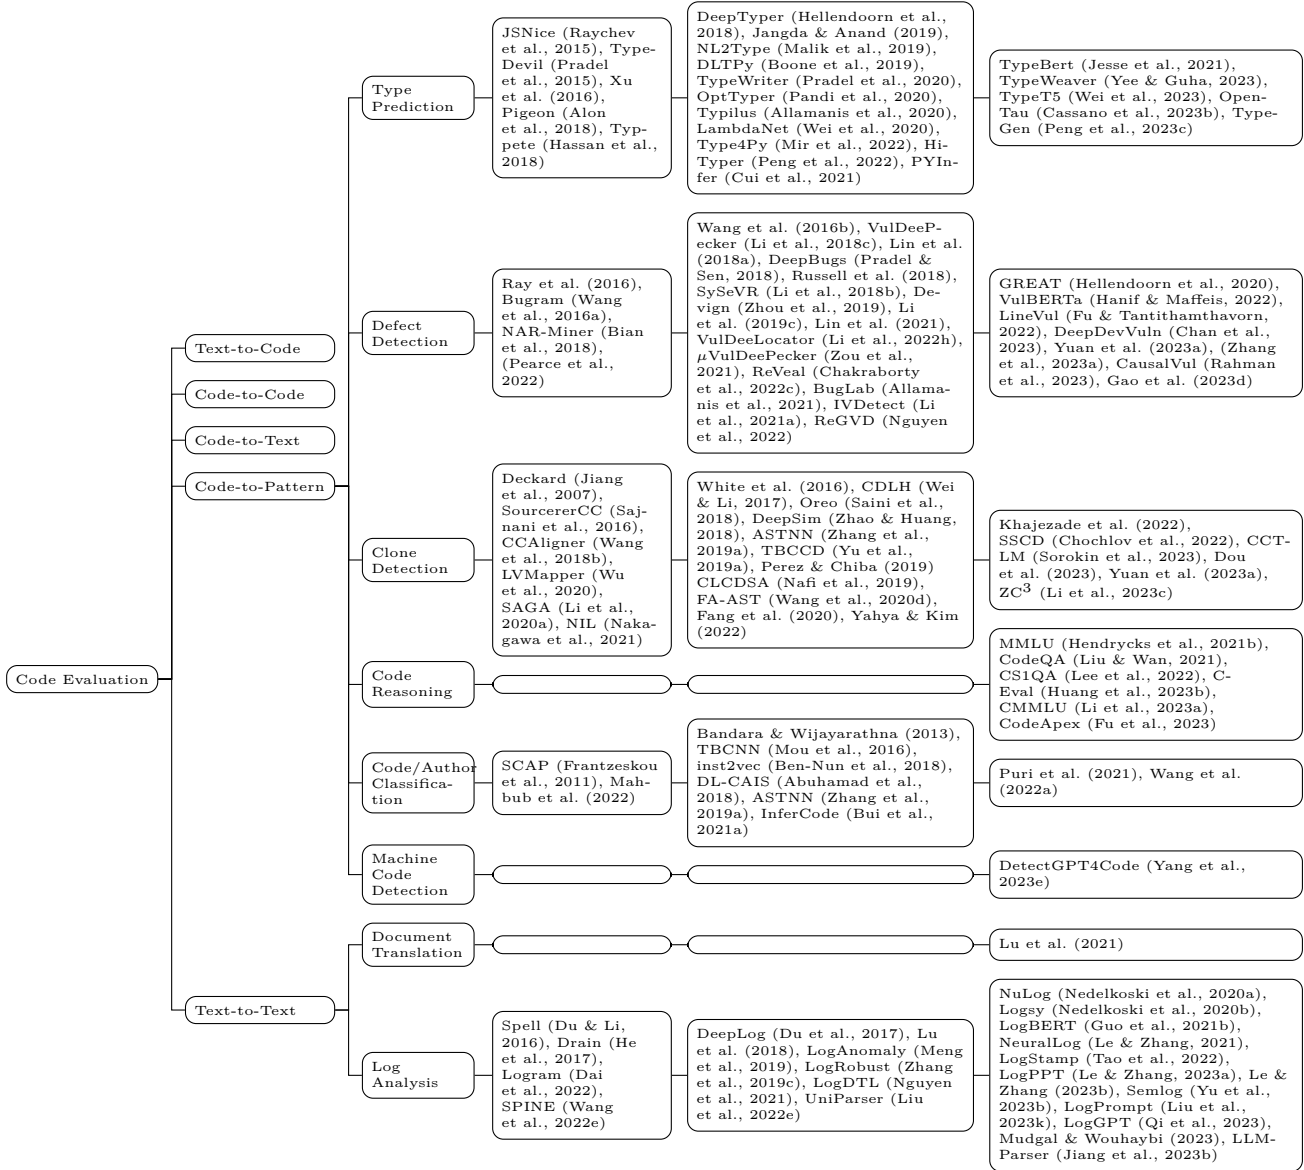 JSNice (Raychev
et al., 2015), Type-
Devil (Pradel
et al., 2015), Xu
et al. (2016),
Pigeon (Alon
et al., 2018), Typ-
pete (Hassan et al.,
2018)
DeepTyper (Hellendoorn et al.,
2018), Jangda & Anand (2019),
NL2Type (Malik et al., 2019),
DLTPy (Boone et al., 2019),
TypeWriter (Pradel et al., 2020),
OptTyper (Pandi et al., 2020),
Typilus (Allamanis et al., 2020),
LambdaNet (Wei et al., 2020),
Type4Py (Mir et al., 2022), Hi-
Typer (Peng et al., 2022), PYIn-
fer (Cui et al., 2021)
TypeBert (Jesse et al., 2021),
TypeWeaver (Yee & Guha, 2023),
TypeT5 (Wei et al., 2023), Open-
Tau (Cassano et al., 2023b), Type-
Gen (Peng et al., 2023c)
Type
Prediction
Ray et al. (2016),
Bugram (Wang
et al., 2016a),
NAR-Miner (Bian
et al., 2018),
(Pearce et al.,
2022)
Wang et al. (2016b), VulDeeP-
ecker (Li et al., 2018c), Lin et al.
(2018a), DeepBugs (Pradel &
Sen, 2018), Russell et al. (2018),
SySeVR (Li et al., 2018b), De-
vign (Zhou et al., 2019), Li
et al. (2019c), Lin et al. (2021),
VulDeeLocator (Li et al., 2022h),
μVulDeePecker (Zou et al.,
2021), ReVeal (Chakraborty
et al., 2022c), BugLab (Allama-
nis et al., 2021), IVDetect (Li
et al., 2021a), ReGVD (Nguyen
et al., 2022)
GREAT (Hellendoorn et al., 2020),
VulBERTa (Hanif & Maffeis, 2022),
LineVul (Fu & Tantithamthavorn,
2022), DeepDevVuln (Chan et al.,
2023), Yuan et al. (2023a), (Zhang
et al., 2023a), CausalVul (Rahman
et al., 2023), Gao et al. (2023d)
Defect
Detection
Text-to-Code
Code-to-Code
Code-to-Text
Code-to-Pattern
Deckard (Jiang
et al., 2007),
SourcererCC (Saj-
nani et al., 2016),
CCAligner (Wang
et al., 2018b),
LVMapper (Wu
et al., 2020),
SAGA (Li et al.,
2020a), NIL (Naka-
gawa et al., 2021)
White et al. (2016), CDLH (Wei
& Li, 2017), Oreo (Saini et al.,
2018), DeepSim (Zhao & Huang,
2018), ASTNN (Zhang et al.,
2019a), TBCCD (Yu et al.,
2019a), Perez & Chiba (2019)
CLCDSA (Nafi et al., 2019),
FA-AST (Wang et al., 2020d),
Fang et al. (2020), Yahya & Kim
(2022)
Khajezade et al. (2022),
SSCD (Chochlov et al., 2022), CCT-
LM (Sorokin et al., 2023), Dou
et al. (2023), Yuan et al. (2023a),
ZC³ (Li et al., 2023c)
Clone
Detection
Code Evaluation
Code
Reasoning
MMLU (Hendrycks et al., 2021b),
CodeQA (Liu & Wan, 2021),
CS1QA (Lee et al., 2022), C-
Eval (Huang et al., 2023b),
CMMLU (Li et al., 2023a),
CodeApex (Fu et al., 2023)
Code/Author
Classifica-
tion
SCAP (Frantzeskou
et al., 2011), Mah-
bub et al. (2022)
Bandara & Wijayarathna (2013),
TBCNN (Mou et al., 2016),
inst2vec (Ben-Nun et al., 2018),
DL-CAIS (Abuhamad et al.,
2018), ASTNN (Zhang et al.,
2019a), InferCode (Bui et al.,
2021a)
Puri et al. (2021), Wang et al.
(2022a)
Machine
Code
Detection
DetectGPT4Code (Yang et al.,
2023e)
Document
Translation
Lu et al. (2021)
Text-to-Text
Log
Analysis
Spell (Du & Li,
2016), Drain (He
et al., 2017),
Logram (Dai
et al., 2022),
SPINE (Wang
et al., 2022e)
DeepLog (Du et al., 2017), Lu
et al. (2018), LogAnomaly (Meng
et al., 2019), LogRobust (Zhang
et al., 2019c), LogDTL (Nguyen
et al., 2021), UniParser (Liu
et al., 2022e)
NuLog (Nedelkoski et al., 2020a),
Logsy (Nedelkoski et al., 2020b),
LogBERT (Guo et al., 2021b),
NeuralLog (Le & Zhang, 2021),
LogStamp (Tao et al., 2022),
LogPPT (Le & Zhang, 2023a), Le &
Zhang (2023b), Semlog (Yu et al.,
2023b), LogPrompt (Liu et al.,
2023k), LogGPT (Qi et al., 2023),
Mudgal & Wouhaybi (2023), LLM-
Parser (Jiang et al., 2023b)